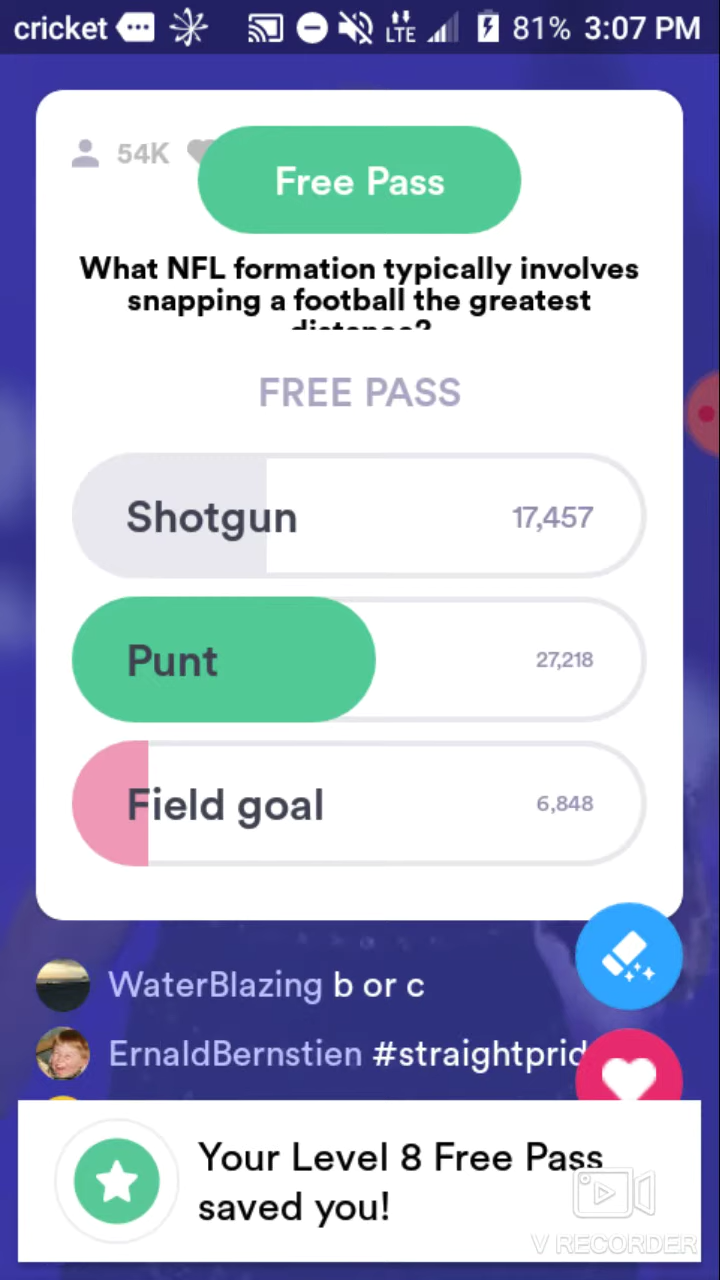 cricket LTE 81% 3:07 PM
54K
Free Pass
What NFL formation typically involves
snapping a football the greatest
distance?
FREE PASS
Shotgun 17,457
Punt 27,218
Field goal 6,848
WaterBlazing b or c
ErnaldBernstien #straightprid
Your Level 8 Free Pass
saved you!
V RECORDER